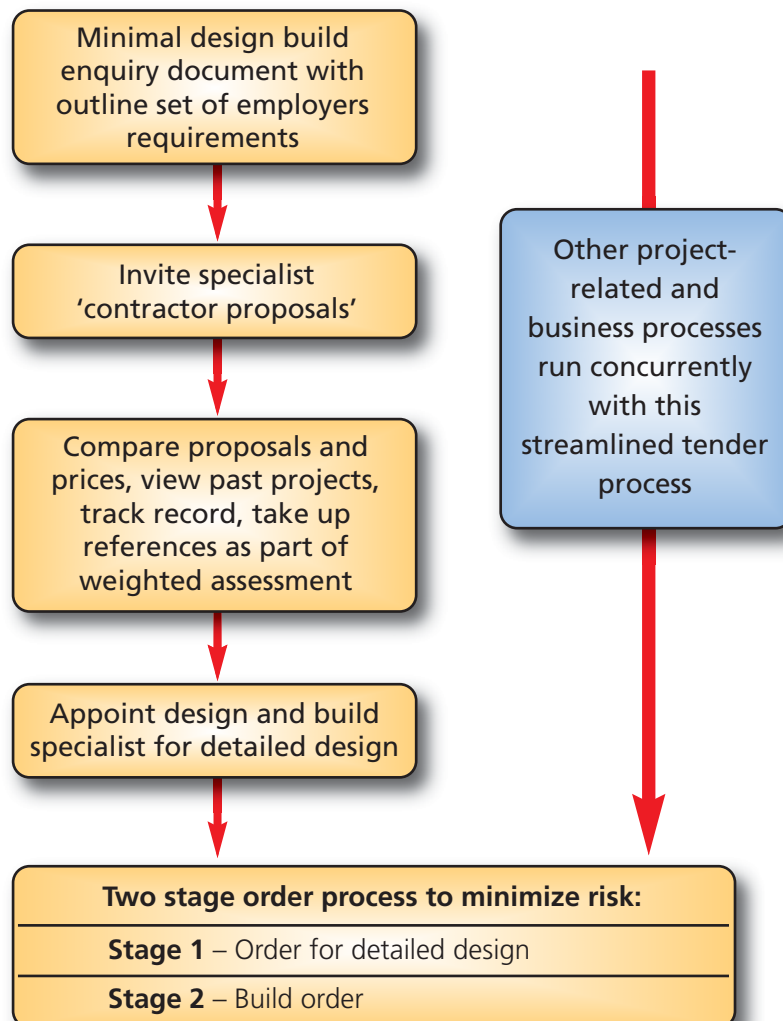 Minimal design build
enquiry document with
outline set of employers
requirements
Invite specialist
‘contractor proposals’
Compare proposals and
prices, view past projects,
track record, take up
references as part of
weighted assessment
Appoint design and build
specialist for detailed design
Other project-
related and
business processes
run concurrently
with this
streamlined tender
process
Two stage order process to minimize risk:
Stage 1 – Order for detailed design
Stage 2 – Build order